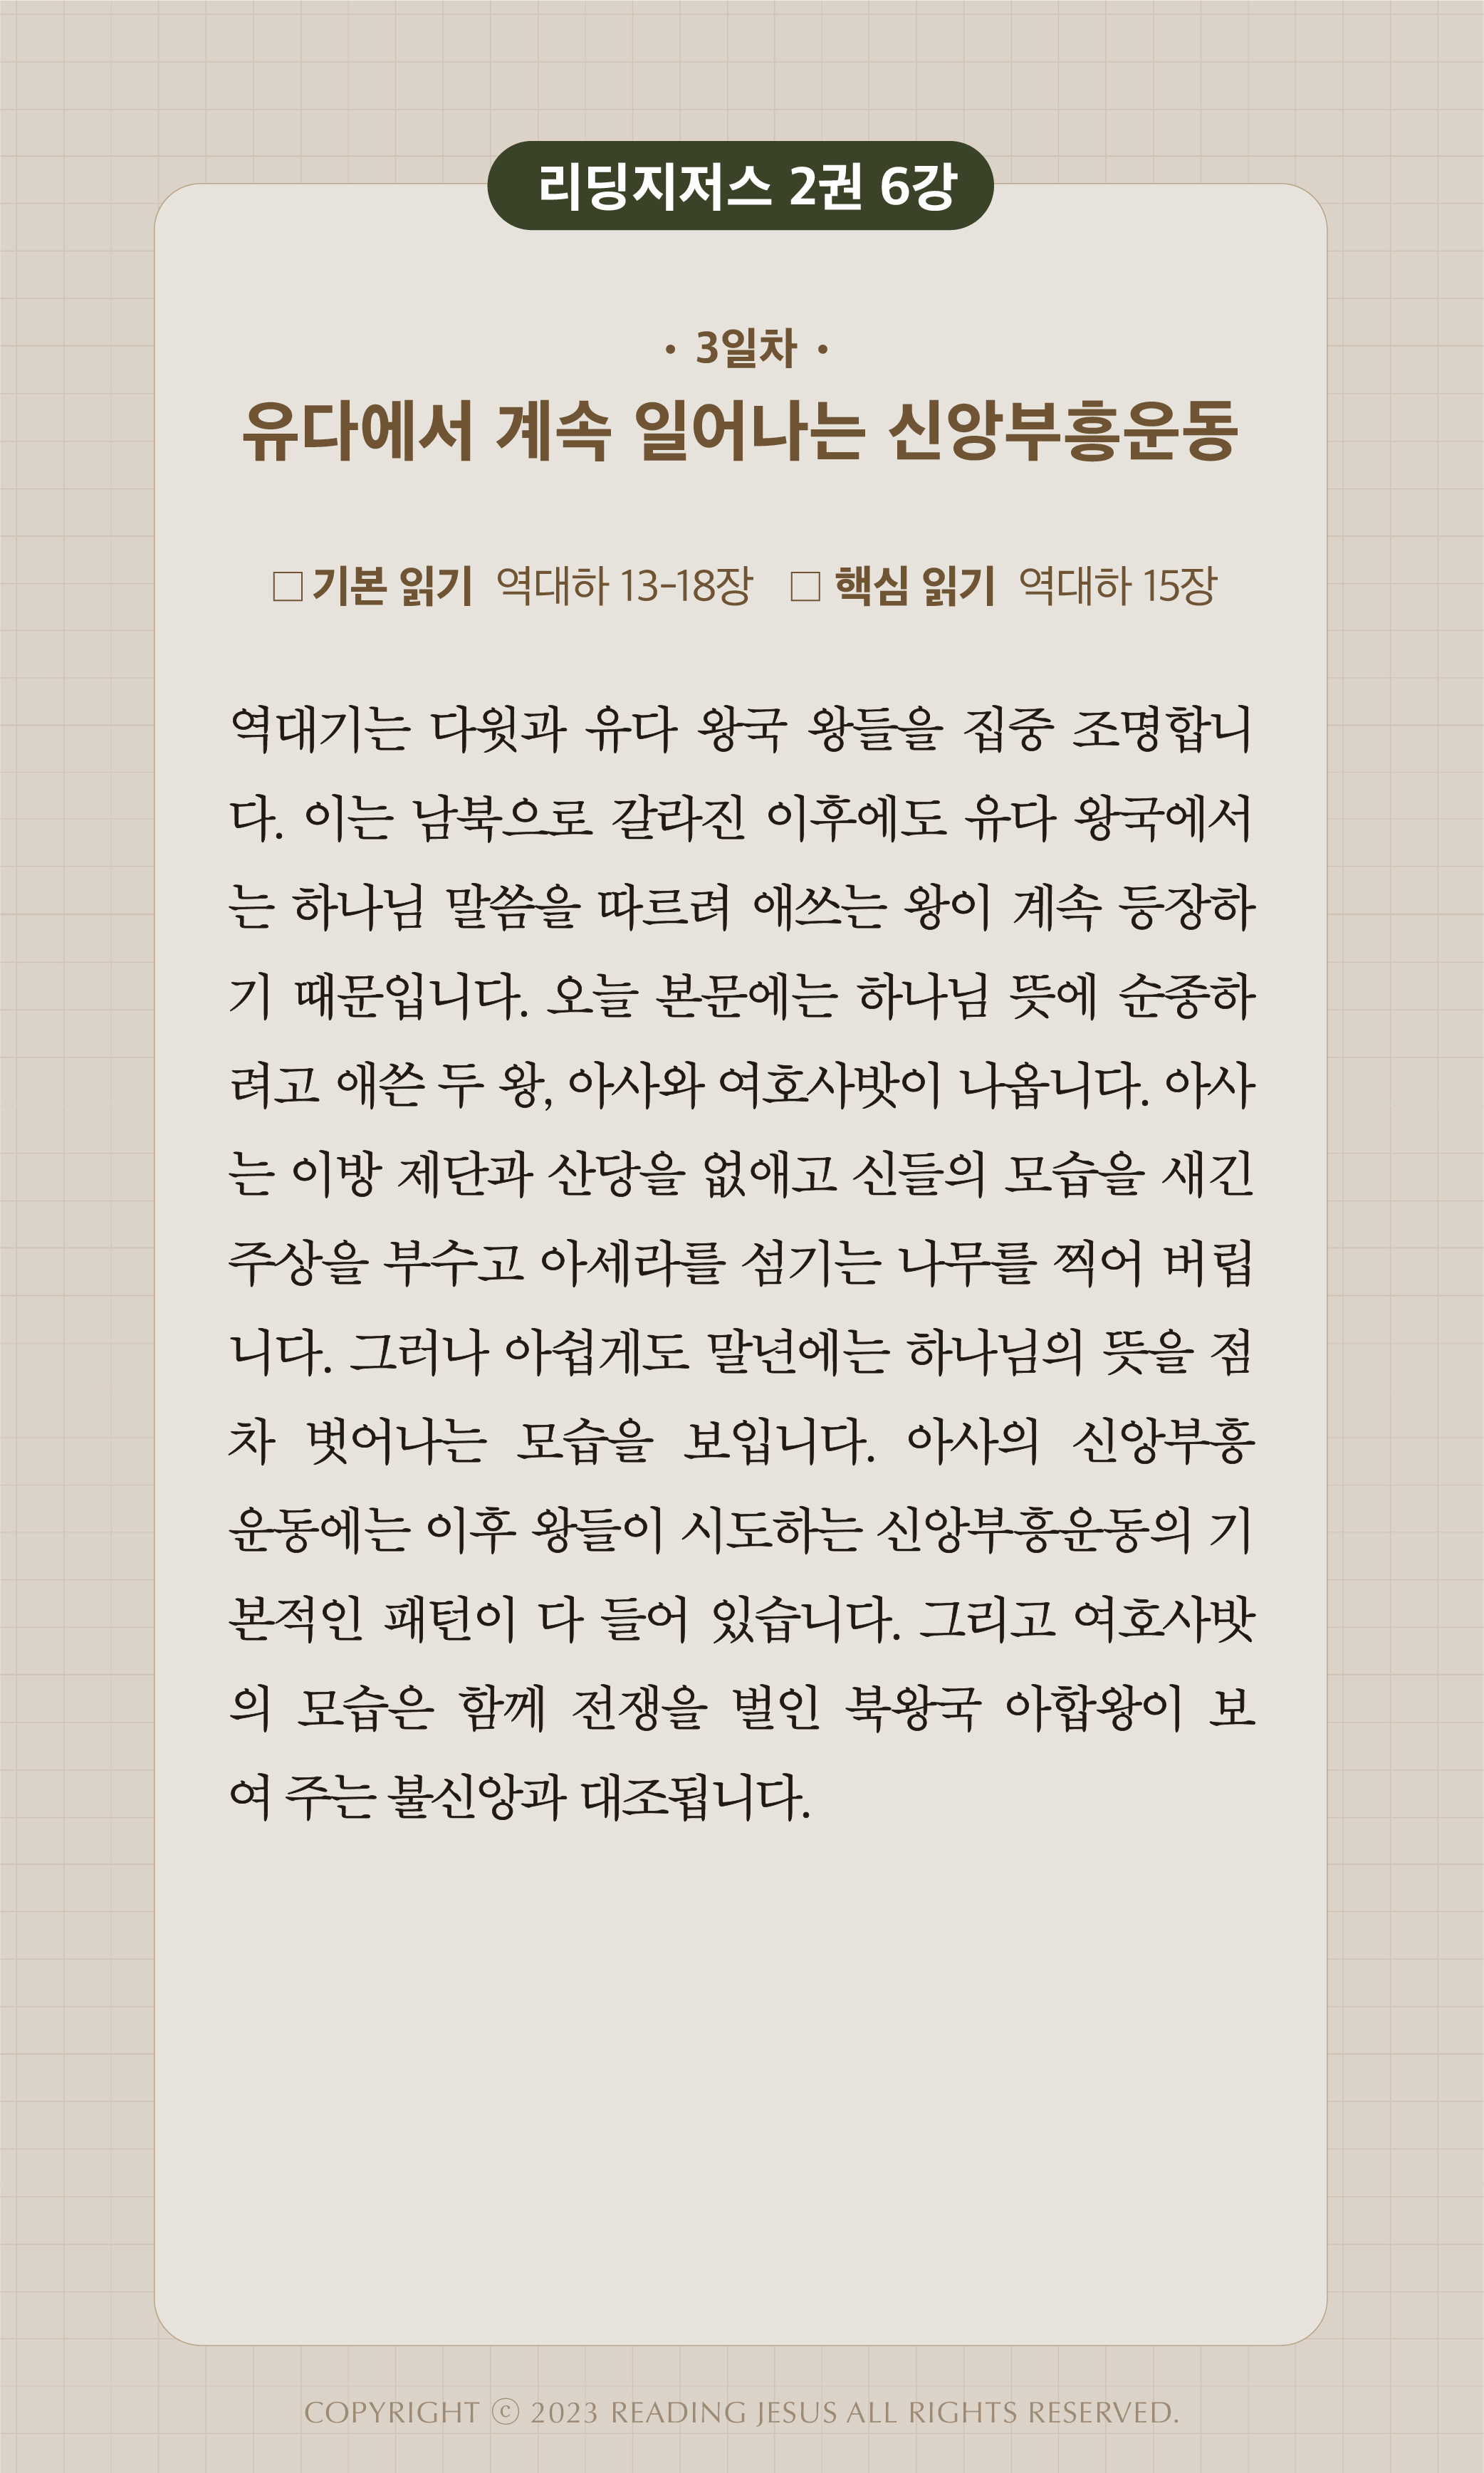 리딩지저스 2권 6강
· 3일차 ·
유다에서 계속 일어나는 신앙부흥운동
□ 기본 읽기 역대하 13-18장 □ 핵심 읽기 역대하 15장
역대기는 다윗과 유다 왕국 왕들을 집중 조명합니
다. 이는 남북으로 갈라진 이후에도 유다 왕국에서
는 하나님 말씀을 따르려 애쓰는 왕이 계속 등장하
기 때문입니다. 오늘 본문에는 하나님 뜻에 순종하
려고 애쓴 두 왕, 아사와 여호사밧이 나옵니다. 아사
는 이방 제단과 산당을 없애고 신들의 모습을 새긴
주상을 부수고 아세라를 섬기는 나무를 찍어 버립
니다. 그러나 아쉽게도 말년에는 하나님의 뜻을 점
차 벗어나는 모습을 보입니다. 아사의 신앙부흥
운동에는 이후 왕들이 시도하는 신앙부흥운동의 기
본적인 패턴이 다 들어 있습니다. 그리고 여호사밧
의 모습은 함께 전쟁을 벌인 북왕국 아합왕이 보
여 주는 불신앙과 대조됩니다.
COPYRIGHT ⓒ 2023 READING JESUS ALL RIGHTS RESERVED.